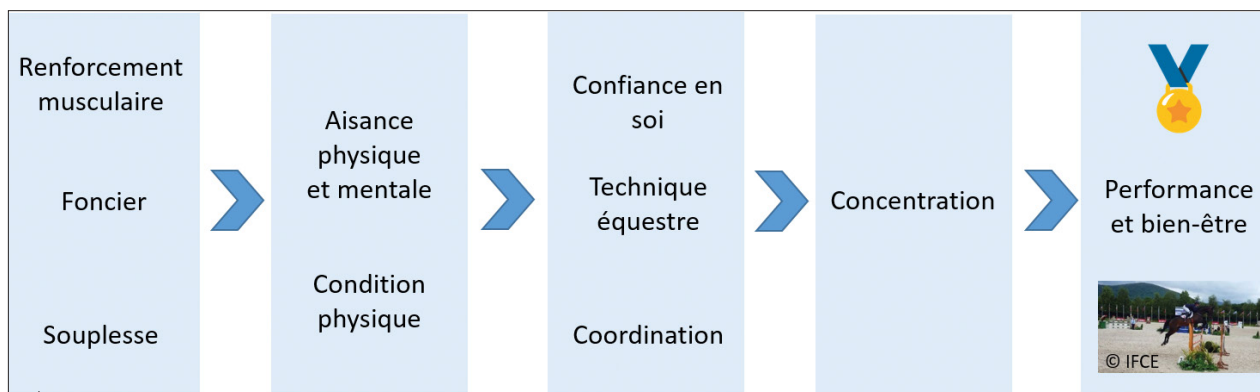 Renforcement
musculaire
Foncier
Souplesse
Aisance
physique
et mentale
Condition
physique
Confiance en
soi
Technique
équestre
Coordination
Concentration
Performance
et bien-être
© IFCE